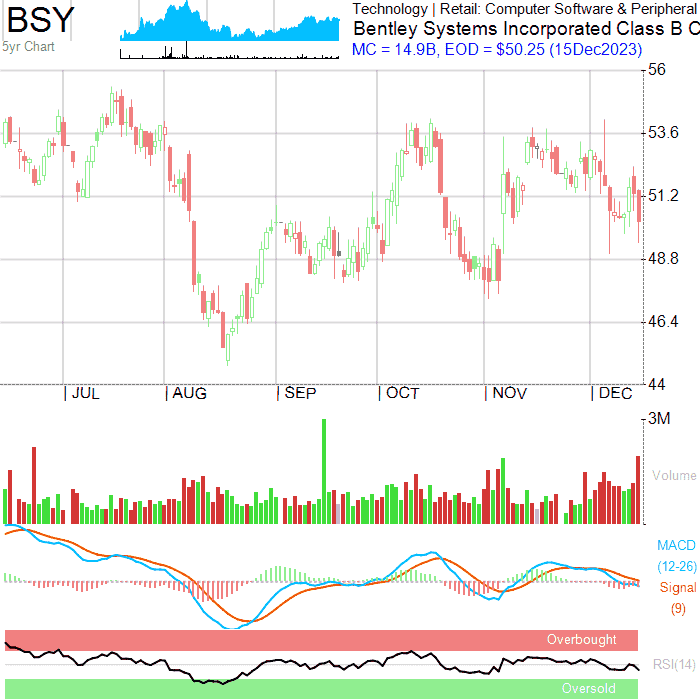 BSY
5yr Chart
Technology | Retail: Computer Software & Peripheral
Bentley Systems Incorporated Class B C
MC = 14.9B, EOD = $50.25 (15Dec2023)
56
53.6
51.2
48.8
46.4
44
JUL AUG SEP OCT NOV DEC
3M
Volume
MACD
(12-26)
Signal
(9)
Overbought
RSI(14)
Oversold